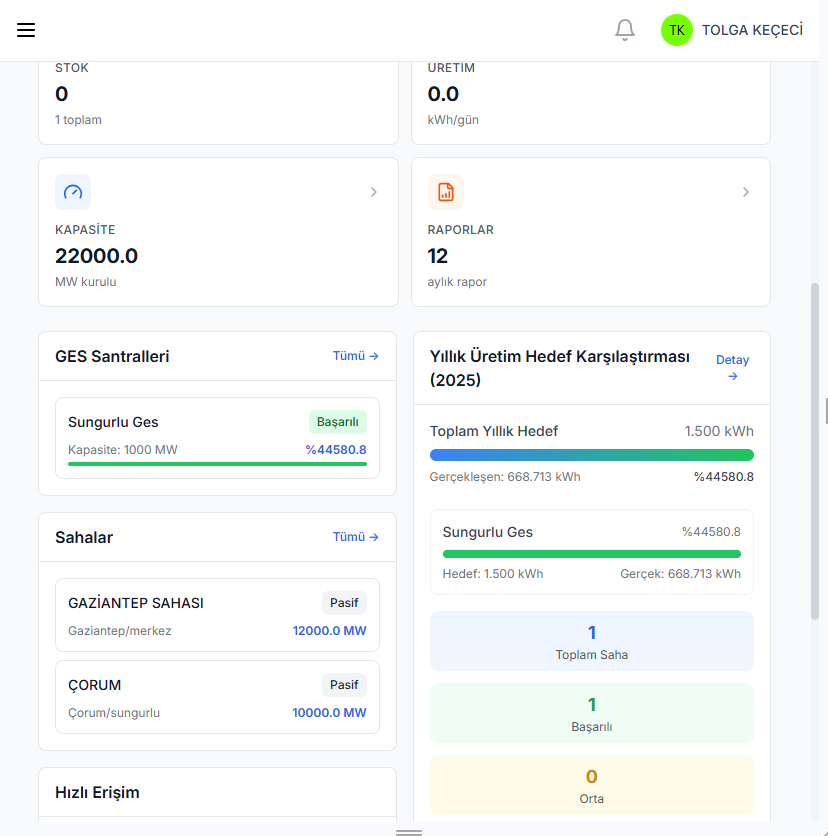 TK
TOLGA KEÇECİ
STOK
0
1 toplam
ÜRETİM
0.0
kWh/gün
KAPASİTE
22000.0
MW kurulu
RAPORLAR
12
aylık rapor
GES Santralleri
Tümü →
Sungurlu Ges
Başarılı
Kapasite: 1000 MW
%44580.8
Sahalar
Tümü →
GAZİANTEP SAHASI
Pasif
Gaziantep/merkez
12000.0 MW
ÇORUM
Pasif
Çorum/sungurlu
10000.0 MW
Hızlı Erişim
Yıllık Üretim Hedef Karşılaştırması
(2025)
Detay
→
Toplam Yıllık Hedef
1.500 kWh
Gerçekleşen: 668.713 kWh
%44580.8
Sungurlu Ges
%44580.8
Hedef: 1.500 kWh
Gerçek: 668.713 kWh
1
Toplam Saha
1
Başarılı
0
Orta